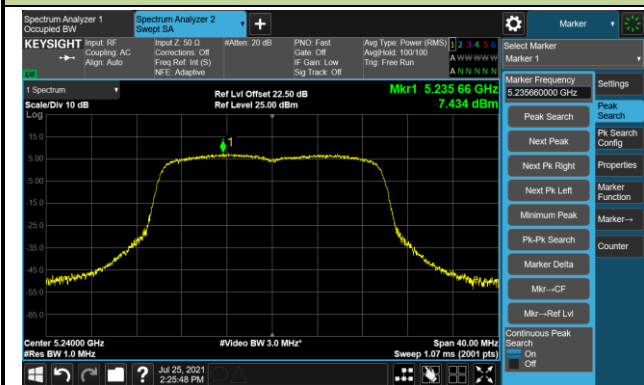 Spectrum Analyzer 1
Occupied BW
Spectrum Analyzer 2
Swept SA
Marker
KEYSIGHT
Input: RF
Coupling: AC
Align: Auto
Input Z: 50 Ω
Corrections: Off
Freq Ref: Int (S)
NFE: Adaptive
#Atten: 20 dB
PNO: Fast
Gate: Off
IF Gain: Low
Sig Track: Off
Avg Type: Power (RMS)
Avg|Hold: 100/100
Trig: Free Run
1 2 3 4 5 6
A W W W W W
A N N N N N
Select Marker
Marker 1
1 Spectrum
Scale/Div 10 dB
Log
Ref Lvl Offset 22.50 dB
Ref Level 25.00 dBm
Mkr1 5.235 66 GHz
7.434 dBm
15.0
5.00
-5.00
-15.0
-25.0
-35.0
-45.0
-55.0
-65.0
1
Center 5.24000 GHz
#Res BW 1.0 MHz
#Video BW 3.0 MHz*
Span 40.00 MHz
Sweep 1.07 ms (2001 pts)
Marker Frequency
5.235660000 GHz
Peak Search
Next Peak
Next Pk Right
Next Pk Left
Minimum Peak
Pk-Pk Search
Marker Delta
Mkr→CF
Mkr→Ref Lvl
Continuous Peak
Search
On
Off
Settings
Peak
Search
Pk Search
Config
Properties
Marker
Function
Marker→
Counter
Jul 25, 2021
2:25:48 PM